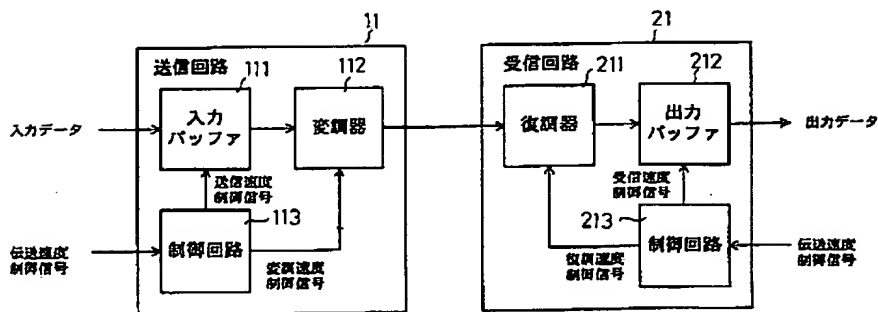 11
送信回路
111
112
入力
バッファ
変調器
入力データ
送信速度
制御信号
113
制御回路
伝送速度
制御信号
変調速度
制御信号
21
受信回路
211
212
復調器
出力
バッファ
出力データ
受信速度
制御信号
213
制御回路
復調速度
制御信号
伝送速度
制御信号